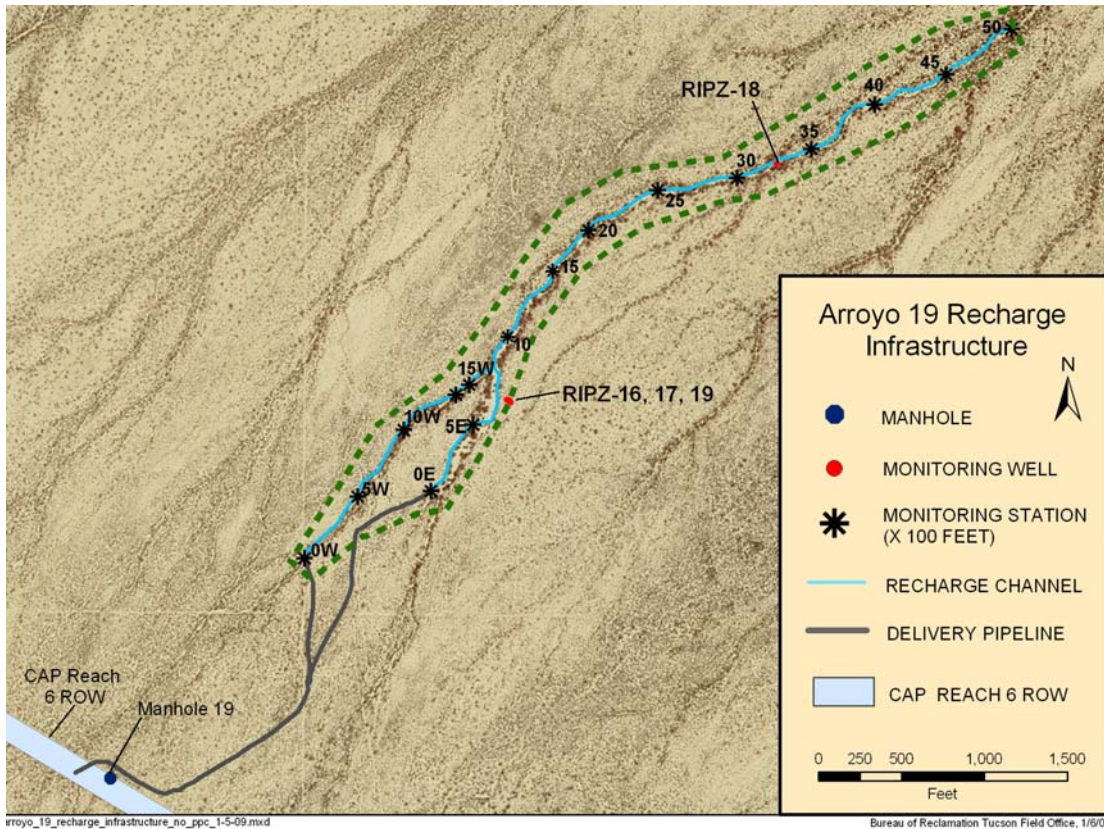 50
45
RIPZ-18
40
35
30
25
20
15
10
15W
RIPZ-16, 17, 19
10W
5E
0E
5W
0W
CAP Reach
6 ROW
Manhole 19
Arroyo 19 Recharge
Infrastructure
N
MANHOLE
MONITORING WELL
MONITORING STATION
(X 100 FEET)
RECHARGE CHANNEL
DELIVERY PIPELINE
CAP REACH 6 ROW
0 250 500 1,000 1,500
Feet
arroyo_19_recharge_infrastructure_no_ppc_1-5-09.mxd
Bureau of Reclamation Tucson Field Office, 1/6/0